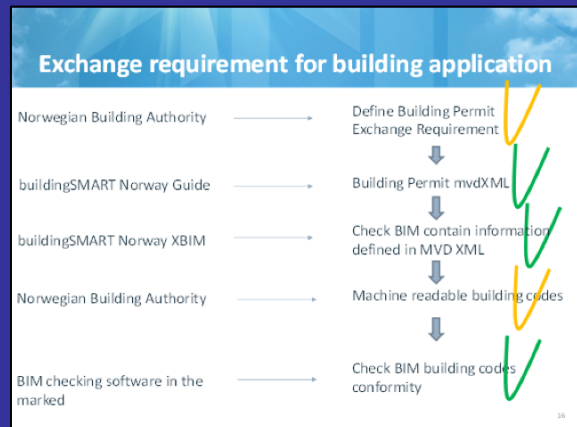 Exchange requirement for building application
Norwegian Building Authority
Define Building Permit
Exchange Requirement
buildingSMART Norway Guide
Building Permit mvdXML
buildingSMART Norway XBIM
Check BIM contain information
defined in MVD XML
Norwegian Building Authority
Machine readable building codes
BIM checking software in the
marked
Check BIM building codes
conformity
16